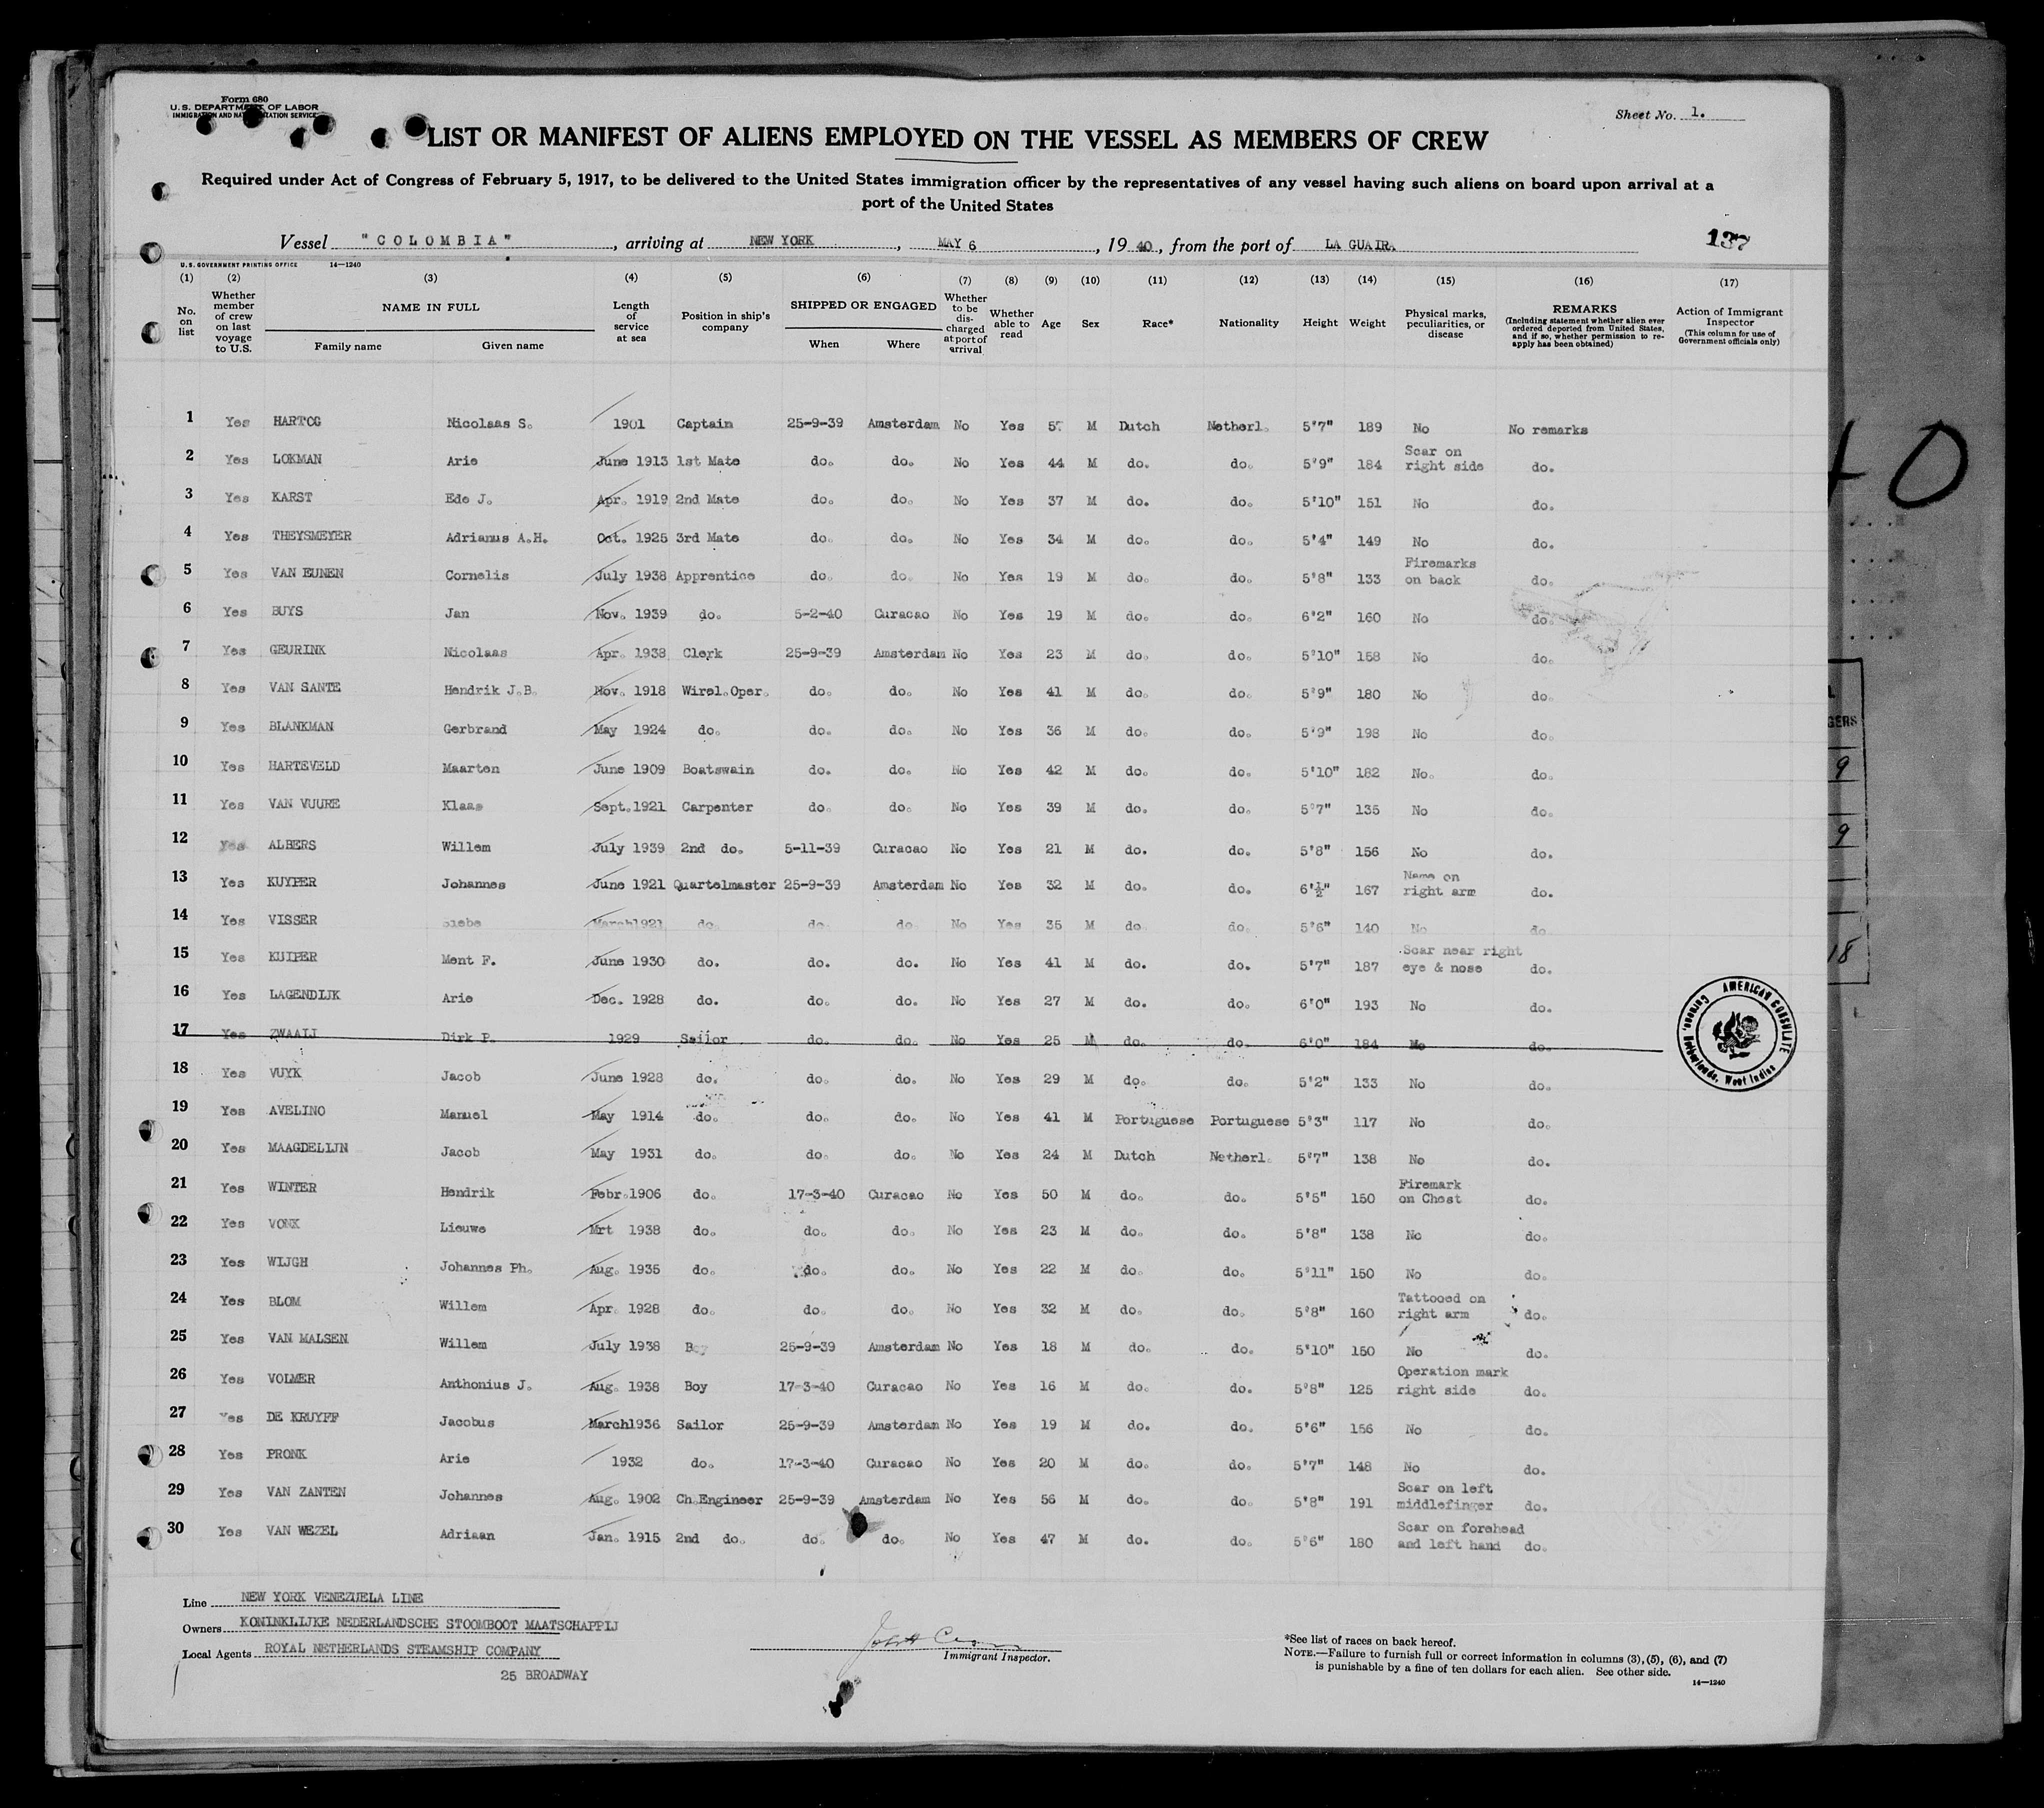 Form 680
U. S. DEPARTMENT OF LABOR
IMMIGRATION AND NATURALIZATION SERVICE
Sheet No. 1.
LIST OR MANIFEST OF ALIENS EMPLOYED ON THE VESSEL AS MEMBERS OF CREW
Required under Act of Congress of February 5, 1917, to be delivered to the United States immigration officer by the representatives of any vessel having such aliens on board upon arrival at a
port of the United States
Vessel "COLOMBIA", arriving at NEW YORK, MAY 6, 1940, from the port of LA GUAIRA
137
U. S. GOVERNMENT PRINTING OFFICE 14—1240
(1) (2) (3) (4) (5) (6) (7) (8) (9) (10) (11) (12) (13) (14) (15) (16) (17)
No. on list
Whether member of crew on last voyage to U.S.
NAME IN FULL
Family name
Given name
Length of service at sea
Position in ship's company
SHIPPED OR ENGAGED
When
Where
Whether to be discharged at port of arrival
Whether able to read
Age
Sex
Race*
Nationality
Height
Weight
Physical marks, peculiarities, or disease
REMARKS
(Including statement whether alien ever ordered deported from United States, and if so, whether permission to re-apply has been obtained)
Action of Immigrant Inspector
(This column for use of Government officials only)
1 Yes HARTOG Nicolaas S. 1901 Captain 25-9-39 Amsterdam No Yes M Dutch Netherl. 5'7" 189 No No remarks
2 Yes LOKMAN Arie June 1913 1st Mate do. do. No Yes 44 M do. do. 5'9" 184 Scar on right side do.
3 Yes KARST Ede J. Apr. 1919 2nd Mate do. do. No Yes 37 M do. do. 5'10" 151 No do.
4 Yes THEYSMEYER Adrianus A.H. Oct. 1925 3rd Mate do. do. No Yes 34 M do. do. 5'4" 149 No do.
5 Yes VAN EUNEN Cornelis July 1938 Apprentice do. do. No Yes 19 M do. do. 5'8" 133 Firemarks on back do.
6 Yes BUYS Jan Nov. 1939 do. 5-2-40 Curacao No Yes 19 M do. do. 6'2" 160 No do.
7 Yes GEURINK Nicolaas Apr. 1938 Clerk 25-9-39 Amsterdam No Yes 23 M do. do. 5'10" 158 No do.
8 Yes VAN SANTE Hendrik J.B. Nov. 1918 Wirel.Oper. do. do. No Yes 41 M do. do. 5'9" 180 No do.
9 Yes BLANKMAN Gerbrand May 1924 do. do. do. No Yes 36 M do. do. 5'9" 198 No do.
10 Yes HARTEVELD Maarten June 1909 Boatswain do. do. No Yes 42 M do. do. 5'10" 182 No. do.
11 Yes VAN VUURE Klaas Sept.1921 Carpenter do. do. No Yes 39 M do. do. 5'7" 135 No do.
12 Yes ALBERS Willem July 1939 2nd do. 5-11-39 Curacao No Yes 21 M do. do. 5'8" 156 No do.
13 Yes KUYPER Johannes June 1921 Quartelmaster 25-9-39 Amsterdam No Yes 32 M do. do. 6'½" 167 Name on right arm do.
14 Yes VISSER Siebe March1921 do. do. do. No Yes 35 M do. do. 5'6" 140 No do.
15 Yes KUIPER Ment F. June 1930 do. do. do. No Yes 41 M do. do. 5'7" 187 Scar near right eye & nose do.
16 Yes LAGENDIJK Arie Dec. 1928 do. do. do. No Yes 27 M do. do. 6'0" 193 No do.
17 Yes ZWAAIJ Dirk P. 1929 Sailor do. do. No Yes 25 M do. do. 6'0" 184 No do.
18 Yes VUYK Jacob June 1928 do. do. do. No Yes 29 M do. do. 5'2" 133 No do.
19 Yes AVELINO Manuel May 1914 do. do. do. No Yes 41 M Portuguese Portuguese 5'3" 117 No do.
20 Yes MAAGDELIJN Jacob May 1931 do. do. do. No Yes 24 M Dutch Netherl. 5'7" 138 No do.
21 Yes WINTER Hendrik Febr.1906 do. 17-3-40 Curacao No Yes 50 M do. do. 5'5" 150 Firemark on Chest do.
22 Yes VONK Lieuwe Mrt 1938 do. do. do. No Yes 23 M do. do. 5'8" 138 No do.
23 Yes WIJGH Johannes Ph. Aug. 1935 do. do. do. No Yes 22 M do. do. 5'11" 150 No do.
24 Yes BLOM Willem Apr. 1928 do. do. do. No Yes 32 M do. do. 5'8" 160 Tattooed on right arm do.
25 Yes VAN MALSEN Willem July 1938 Boy 25-9-39 Amsterdam No Yes 18 M do. do. 5'10" 150 No do.
26 Yes VOLMER Anthonius J. Aug. 1938 Boy 17-3-40 Curacao No Yes 16 M do. do. 5'8" 125 Operation mark right side do.
27 Yes DE KRUYFF Jacobus March1936 Sailor 25-9-39 Amsterdam No Yes 19 M do. do. 5'6" 156 No do.
28 Yes PRONK Arie 1932 do. 17-3-40 Curacao No Yes 20 M do. do. 5'7" 148 No do.
29 Yes VAN ZANTEN Johannes Aug. 1902 Ch.Engineer 25-9-39 Amsterdam No Yes 56 M do. do. 5'8" 191 Scar on left middlefinger do.
30 Yes VAN WEZEL Adriaan Jan. 1915 2nd do. do. do. No Yes 47 M do. do. 5'6" 180 Scar on forehead and left hand do.
AMERICAN CONSULATE
Curacao, Netherlands, West Indies
Line NEW YORK VENEZUELA LINE
Owners KONINKLIJKE NEDERLANDSCHE STOOMBOOT MAATSCHAPPIJ
Local Agents ROYAL NETHERLANDS STEAMSHIP COMPANY
25 BROADWAY
Immigrant Inspector.
*See list of races on back hereof.
NOTE.—Failure to furnish full or correct information in columns (3), (5), (6), and (7)
is punishable by a fine of ten dollars for each alien. See other side.
14—1240
40
9
9
18